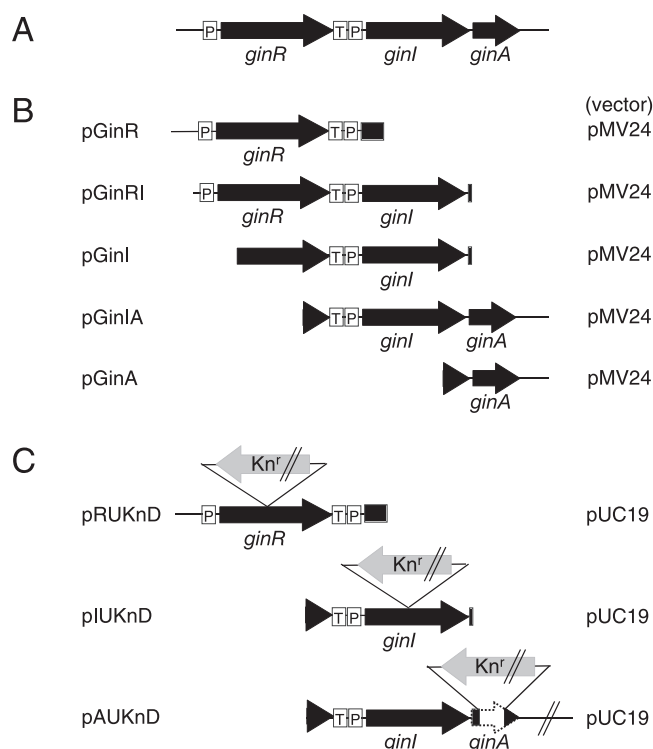 A
P T P
ginR ginI ginA
B (vector)
pGinR P T P pMV24
ginR
pGinRI P T P pMV24
ginR ginI
pGinI T P pMV24
ginI
pGinIA T P pMV24
ginI ginA
pGinA pMV24
ginA
C
Knʳ
pRUKnD P T P pUC19
ginR
Knʳ
pIUKnD T P pUC19
ginI
Knʳ
pAUKnD T P pUC19
ginI ginA